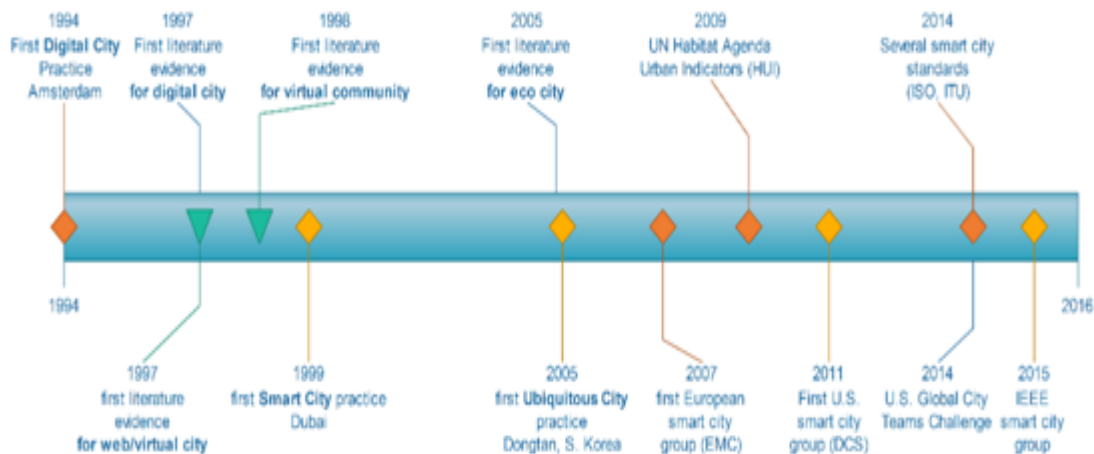 1994
First Digital City
Practice
Amsterdam
1997
First literature
evidence
for digital city
1998
First literature
evidence
for virtual community
2005
First literature
evidence
for eco city
2009
UN Habitat Agenda
Urban Indicators (HUI)
2014
Several smart city
standards
(ISO, ITU)
1994
2016
1997
first literature
evidence
for web/virtual city
1999
first Smart City practice
Dubai
2005
first Ubiquitous City
practice
Dongtan, S. Korea
2007
first European
smart city
group (EMC)
2011
First U.S.
smart city
group (DCS)
2014
U.S. Global City
Teams Challenge
2015
IEEE
smart city
group